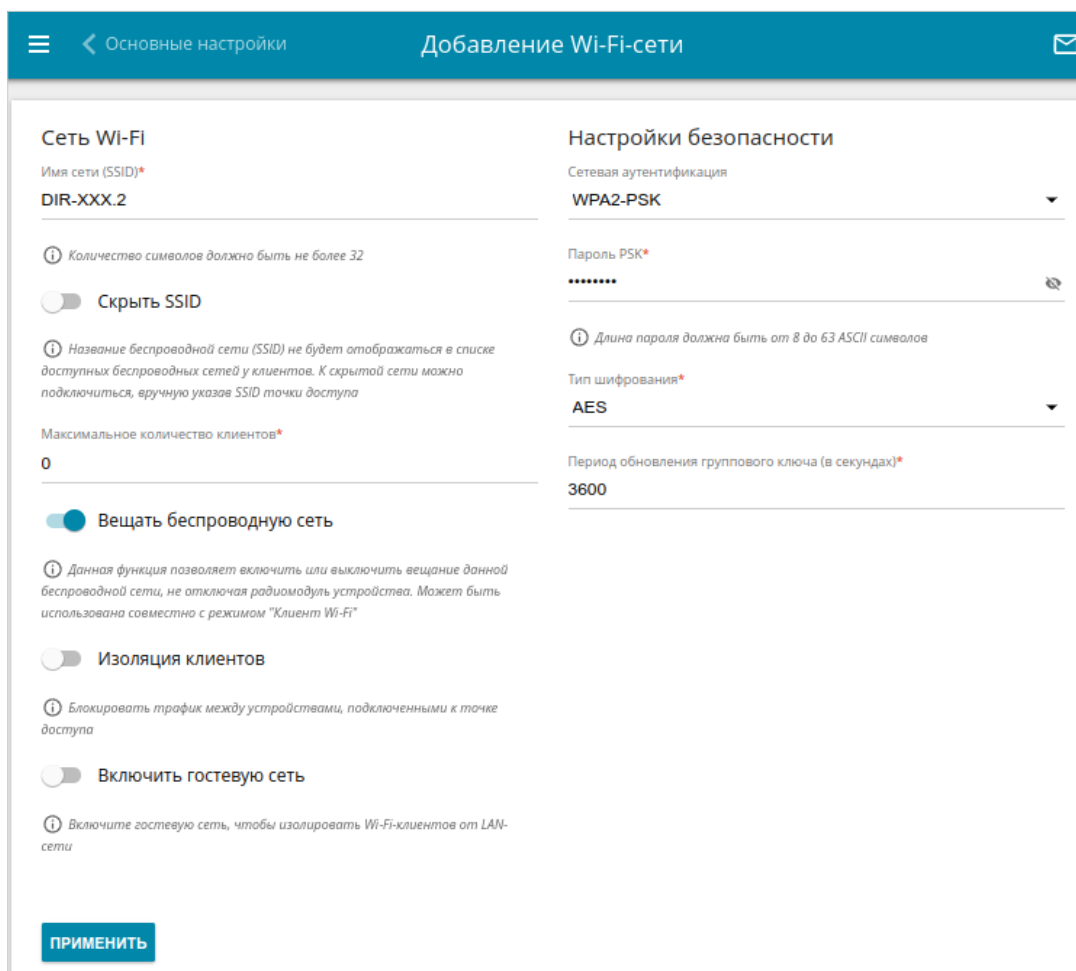 Основные настройки
Добавление Wi-Fi-сети
Сеть Wi-Fi
Имя сети (SSID)*
DIR-XXX.2
Количество символов должно быть не более 32
Скрыть SSID
Название беспроводной сети (SSID) не будет отображаться в списке
доступных беспроводных сетей у клиентов. К скрытой сети можно
подключиться, вручную указав SSID точки доступа
Максимальное количество клиентов*
0
Вещать беспроводную сеть
Данная функция позволяет включить или выключить вещание данной
беспроводной сети, не отключая радиомодуль устройства. Может быть
использована совместно с режимом "Клиент Wi-Fi"
Изоляция клиентов
Блокировать трафик между устройствами, подключенными к точке
доступа
Включить гостевую сеть
Включите гостевую сеть, чтобы изолировать Wi-Fi-клиентов от LAN-
сети
ПРИМЕНИТЬ
Настройки безопасности
Сетевая аутентификация
WPA2-PSK
Пароль PSK*
••••••••
Длина пароля должна быть от 8 до 63 ASCII символов
Тип шифрования*
AES
Период обновления группового ключа (в секундах)*
3600